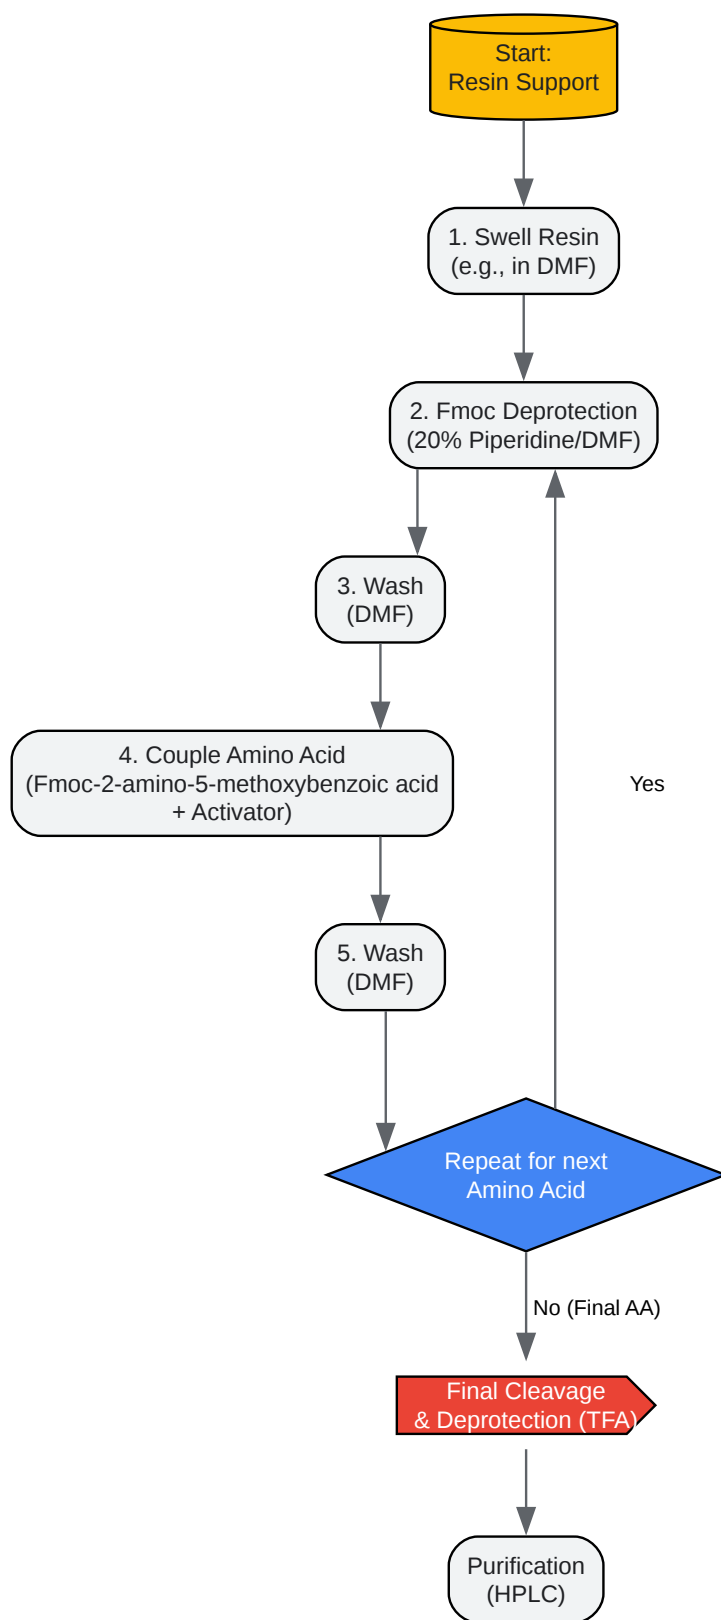 Start:
Resin Support
1. Swell Resin
(e.g., in DMF)
2. Fmoc Deprotection
(20% Piperidine/DMF)
3. Wash
(DMF)
4. Couple Amino Acid
(Fmoc-2-amino-5-methoxybenzoic acid
+ Activator)
Yes
5. Wash
(DMF)
Repeat for next
Amino Acid
No (Final AA)
Final Cleavage
& Deprotection (TFA)
Purification
(HPLC)